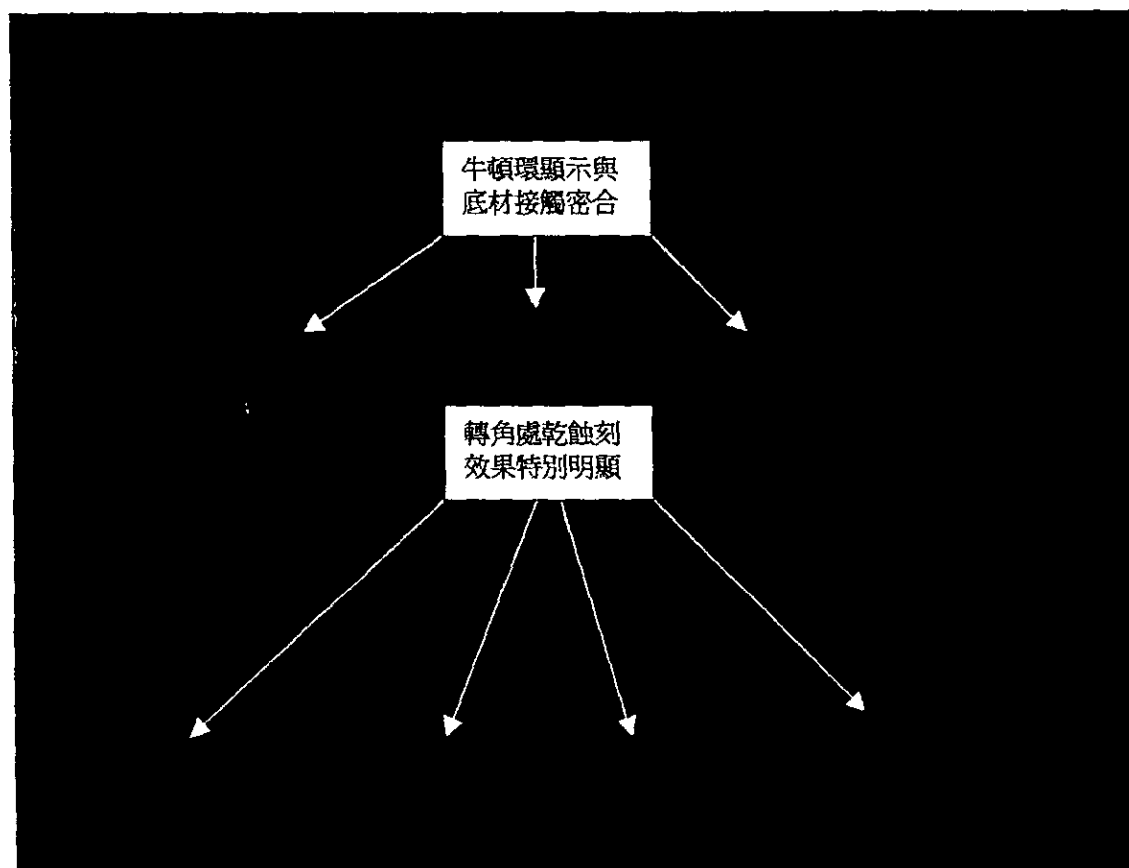 牛頓環顯示與
底材接觸密合
轉角處乾蝕刻
效果特別明顯